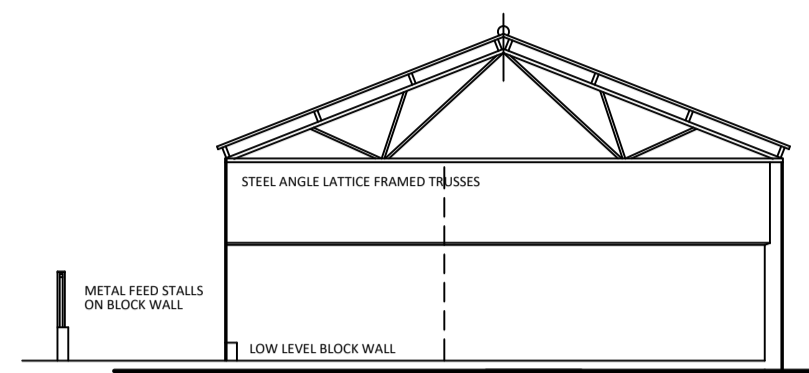 STEEL ANGLE LATTICE FRAMED TRUSSES
METAL FEED STALLS
ON BLOCK WALL
LOW LEVEL BLOCK WALL